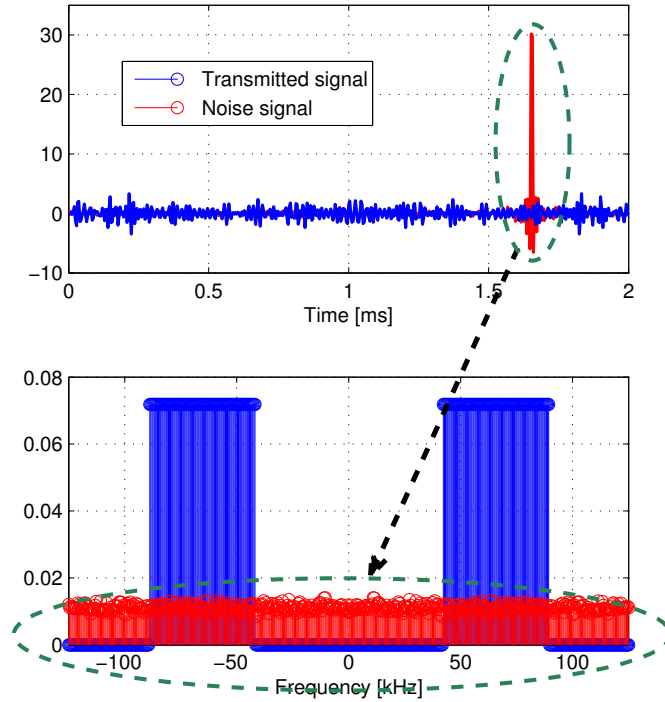 30
20
10
0
−10
Transmitted signal
Noise signal
0 0.5 1 1.5 2
Time [ms]
0.08
0.06
0.04
0.02
0
−100 −50 0 50 100
Frequency [kHz]